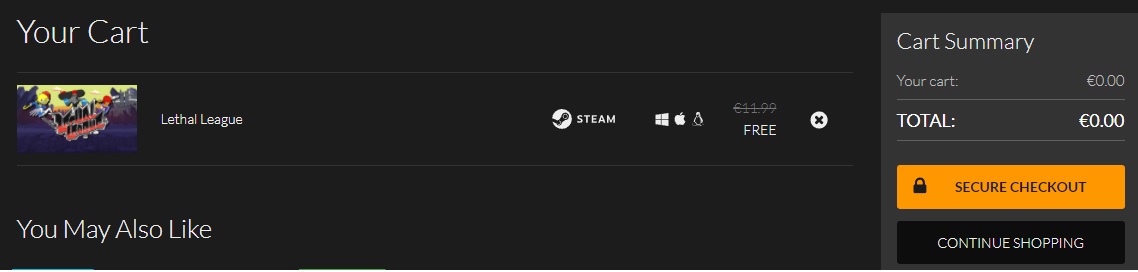 Your Cart
Lethal League
STEAM
€11.99
FREE
You May Also Like
Cart Summary
Your cart: €0.00
TOTAL: €0.00
SECURE CHECKOUT
CONTINUE SHOPPING